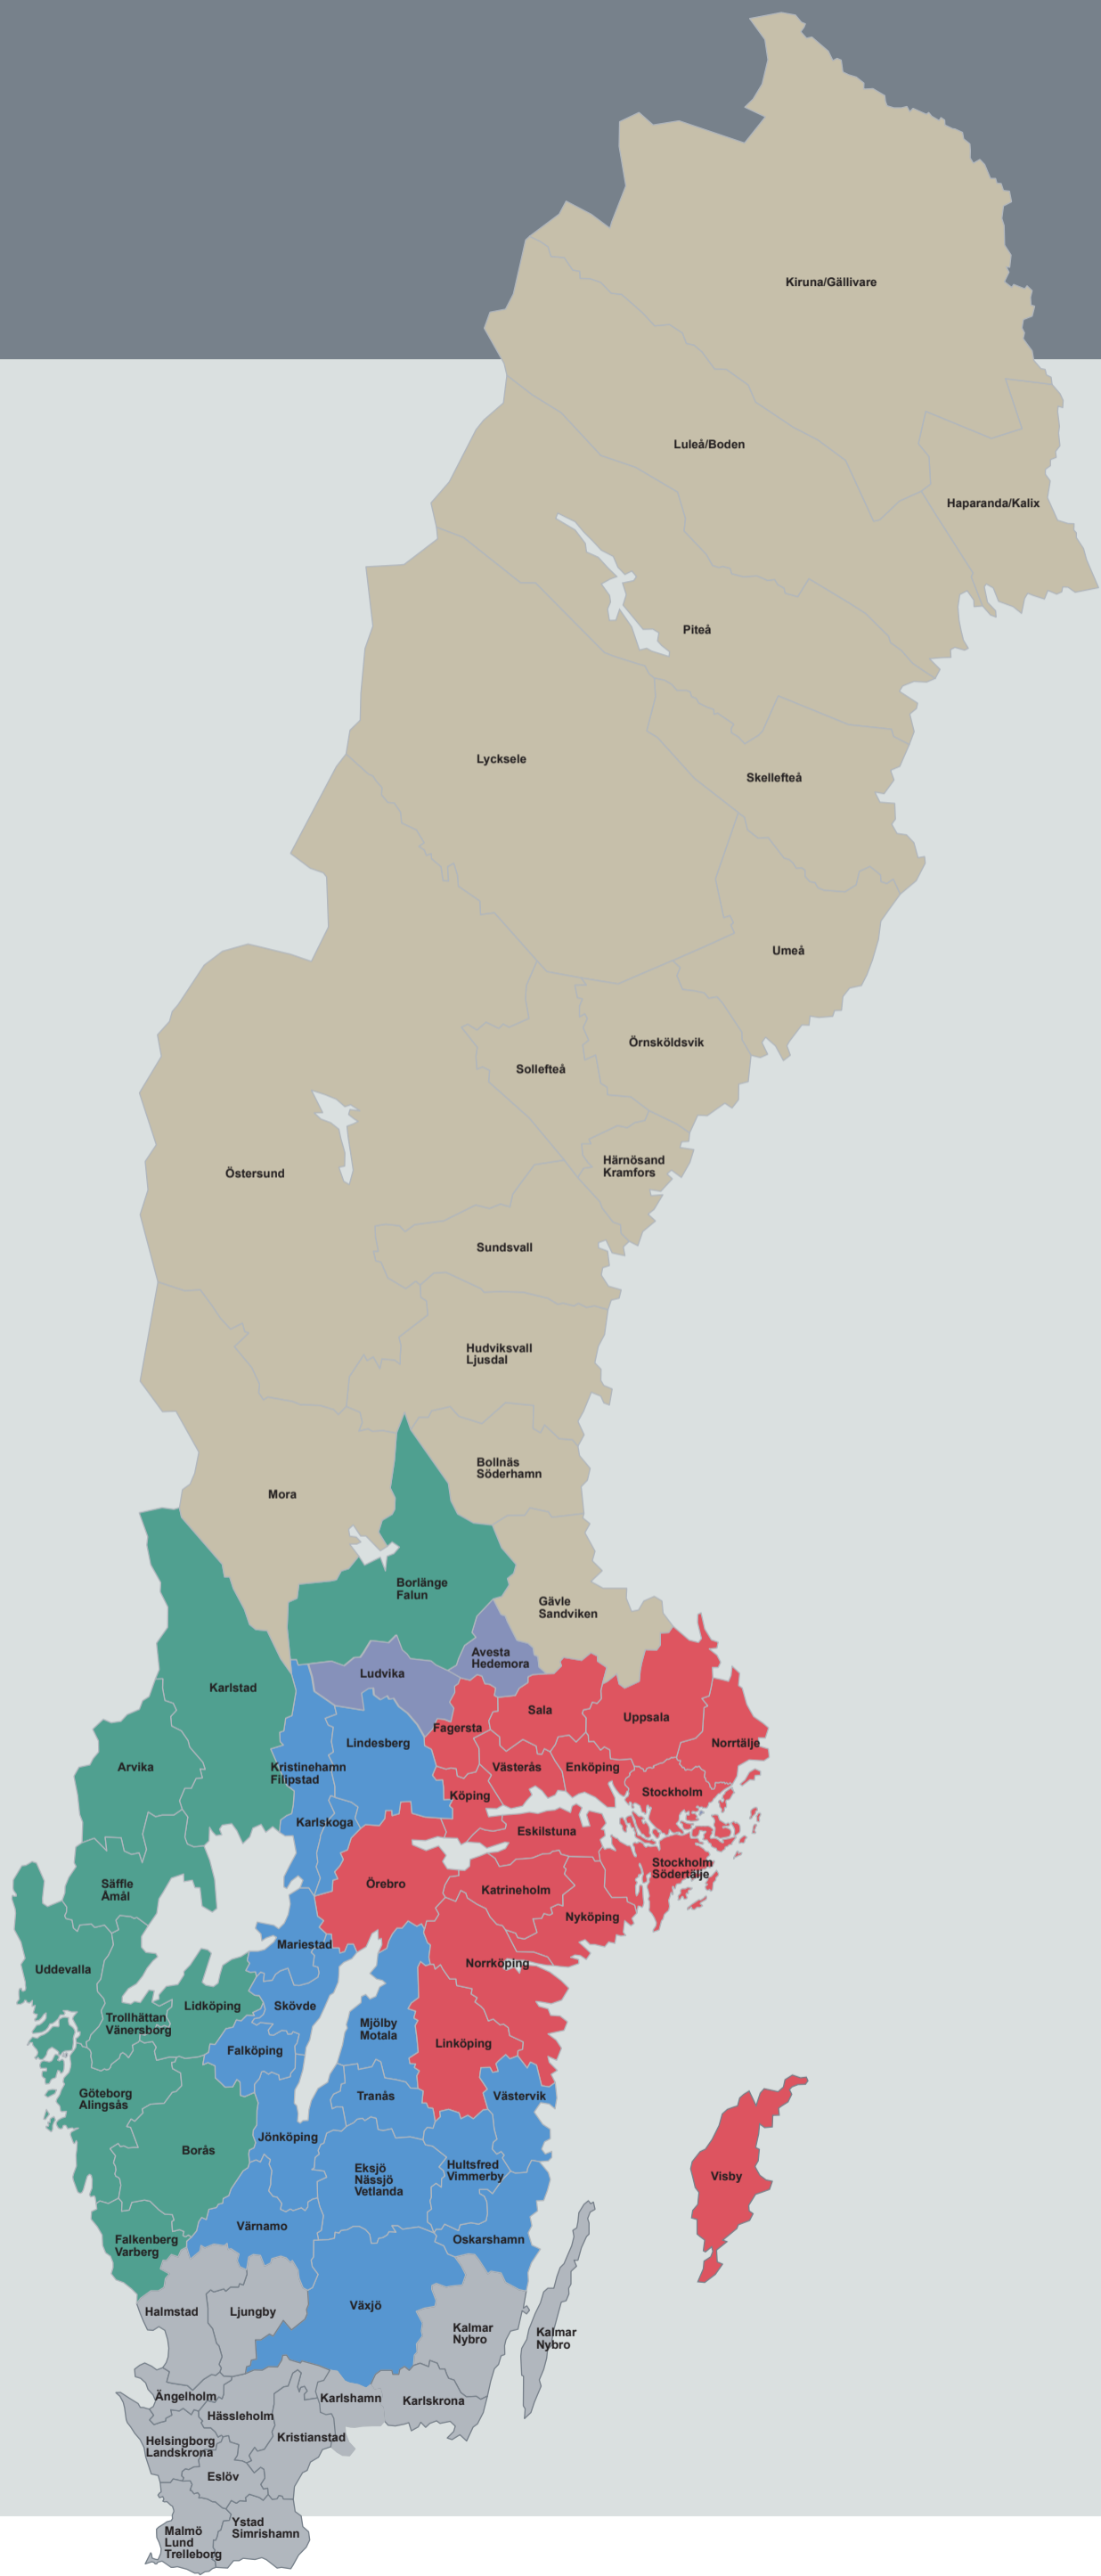 Kiruna/Gällivare
Luleå/Boden
Haparanda/Kalix
Piteå
Lycksele
Skellefteå
Umeå
Örnsköldsvik
Sollefteå
Härnösand
Kramfors
Östersund
Sundsvall
Hudviksvall
Ljusdal
Bollnäs
Söderhamn
Mora
Borlänge
Falun
Gävle
Sandviken
Avesta
Hedemora
Ludvika
Karlstad
Sala
Uppsala
Fagersta
Norrtälje
Lindesberg
Arvika
Kristinehamn
Filipstad
Västerås
Enköping
Köping
Stockholm
Karlskoga
Eskilstuna
Stockholm
Södertälje
Säffle
Åmål
Örebro
Katrineholm
Nyköping
Mariestad
Norrköping
Uddevalla
Lidköping
Skövde
Trollhättan
Vänersborg
Mjölby
Motala
Linköping
Falköping
Göteborg
Alingsås
Tranås
Västervik
Jönköping
Borås
Eksjö
Nässjö
Vetlanda
Hultsfred
Vimmerby
Visby
Värnamo
Falkenberg
Varberg
Oskarshamn
Växjö
Halmstad
Ljungby
Kalmar
Nybro
Kalmar
Nybro
Ängelholm
Karlshamn
Karlskrona
Hässleholm
Kristianstad
Helsingborg
Landskrona
Eslöv
Ystad
Simrishamn
Malmö
Lund
Trelleborg